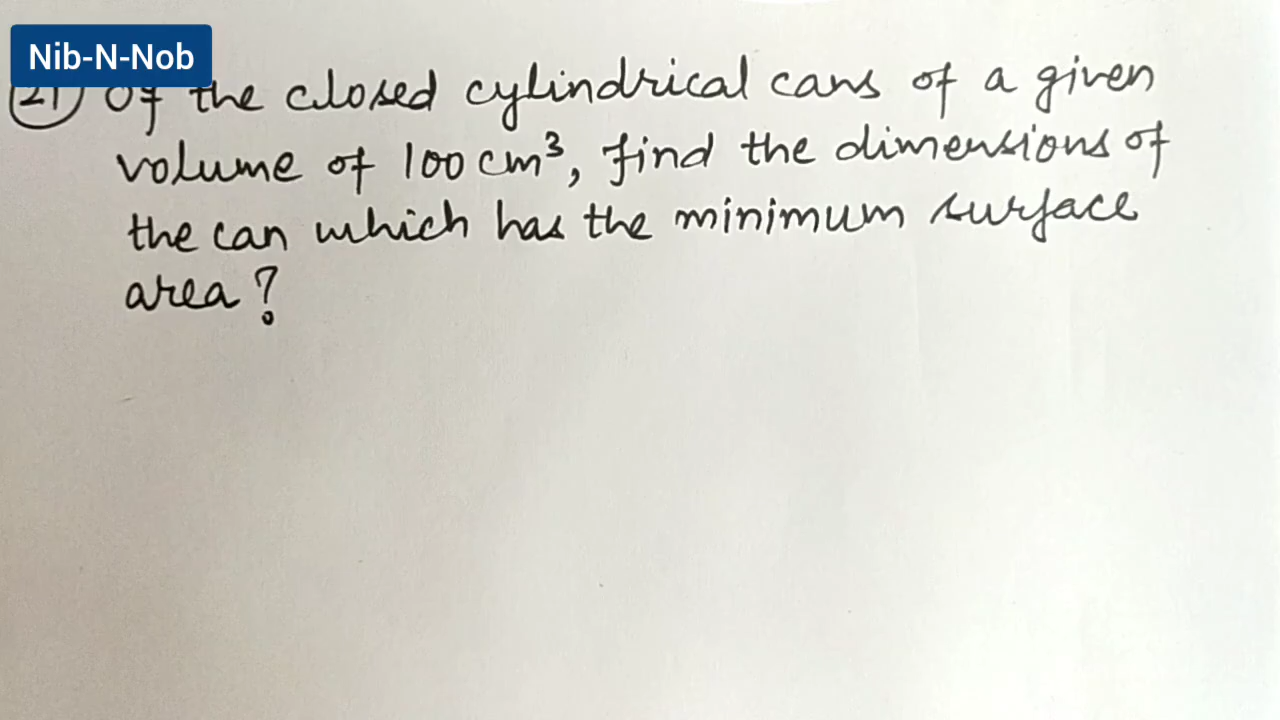 Nib-N-Nob
(21) Of the closed cylindrical cans of a given
volume of 100 cm³, find the dimensions of
the can which has the minimum surface
area?